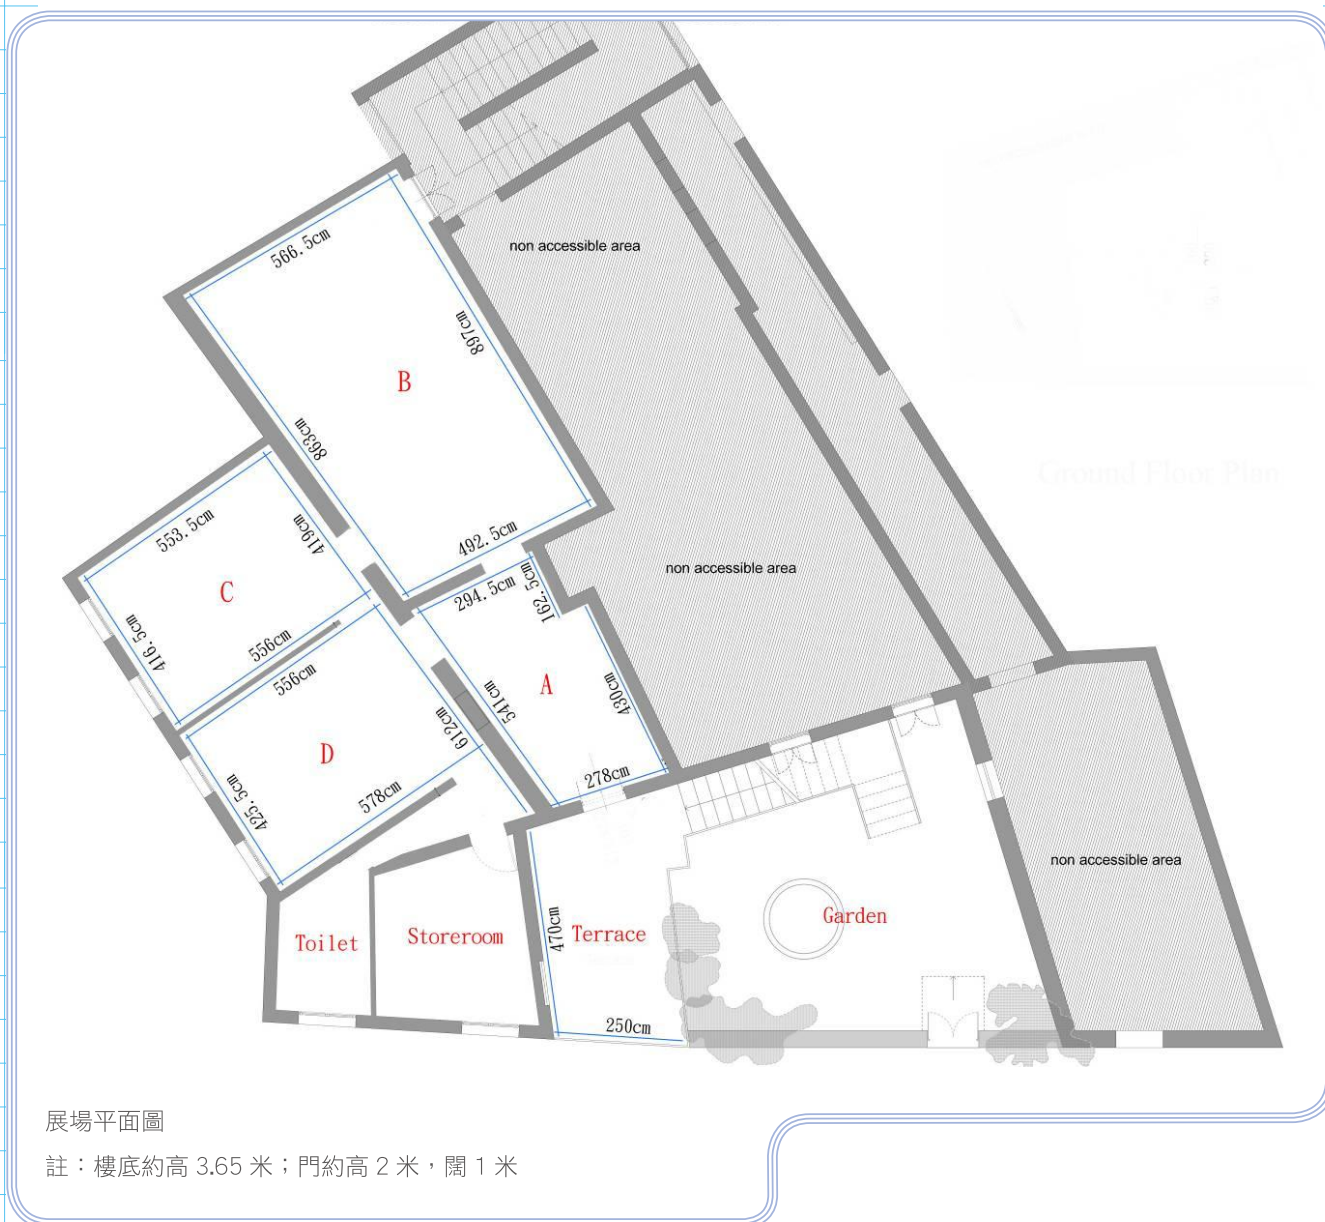 non accessible area
566.5cm
897cm
B
863cm
492.5cm
553.5cm
419cm
C
416.5cm
556cm
294.5cm
162.5cm
non accessible area
Ground Floor Plan
556cm
A
541cm
430cm
612cm
D
425.5cm
578cm
278cm
non accessible area
Toilet
Storeroom
470cm
Terrace
Garden
250cm
展場平面圖
註：樓底約高 3.65 米；門約高 2 米，闊 1 米